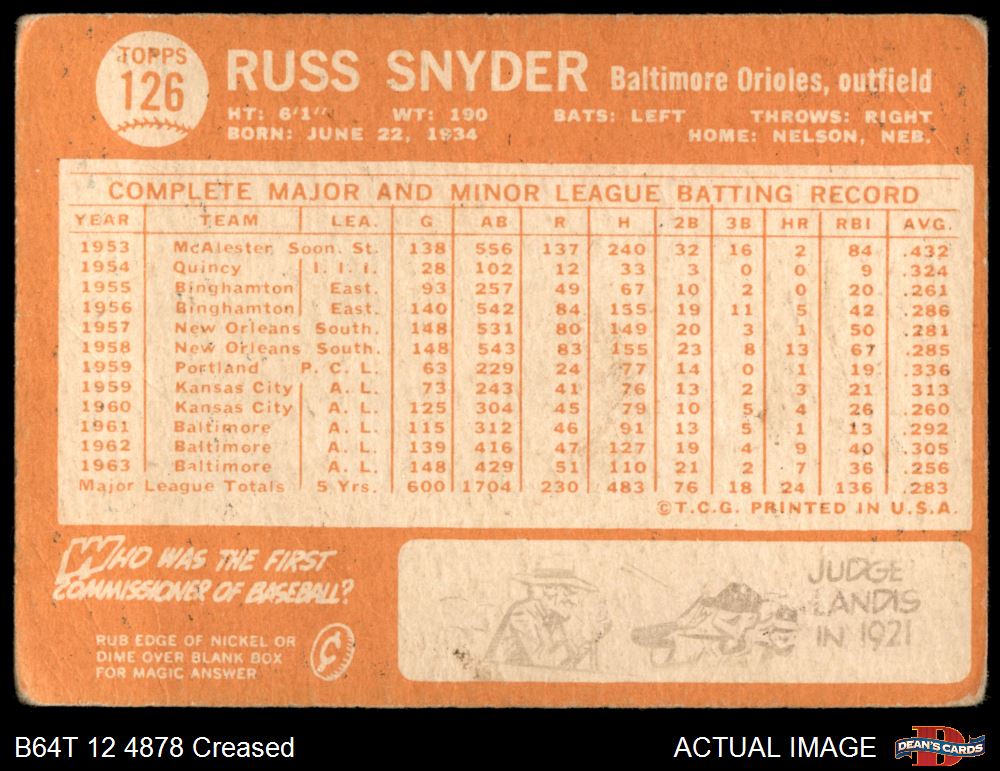 TOPPS
126
RUSS SNYDER Baltimore Orioles, outfield
HT: 6'1" WT: 190 BATS: LEFT THROWS: RIGHT
BORN: JUNE 22, 1934 HOME: NELSON, NEB.
COMPLETE MAJOR AND MINOR LEAGUE BATTING RECORD
YEAR TEAM LEA. G AB R H 2B 3B HR RBI AVG.
1953 McAlester Soon. St. 138 556 137 240 32 16 2 84 .432
1954 Quincy I. I. I. 28 102 12 33 3 0 0 9 .324
1955 Binghamton East. 93 257 49 67 10 2 0 20 .261
1956 Binghamton East. 140 542 84 155 19 11 5 42 .286
1957 New Orleans South. 148 531 80 149 20 3 1 50 .281
1958 New Orleans South. 148 543 83 155 23 8 13 67 .285
1959 Portland P. C. L. 63 229 24 77 14 0 1 19 .336
1959 Kansas City A. L. 73 243 41 76 13 2 3 21 .313
1960 Kansas City A. L. 125 304 45 79 10 5 4 26 .260
1961 Baltimore A. L. 115 312 46 91 13 5 1 13 .292
1962 Baltimore A. L. 139 416 47 127 19 4 9 40 .305
1963 Baltimore A. L. 148 429 51 110 21 2 7 36 .256
Major League Totals 5 Yrs. 600 1704 230 483 76 18 24 136 .283
©T.C.G. PRINTED IN U.S.A.
WHO WAS THE FIRST
COMMISSIONER OF BASEBALL?
RUB EDGE OF NICKEL OR
DIME OVER BLANK BOX
FOR MAGIC ANSWER
JUDGE
LANDIS
IN 1921
B64T 12 4878 Creased
ACTUAL IMAGE
DEAN'S CARDS